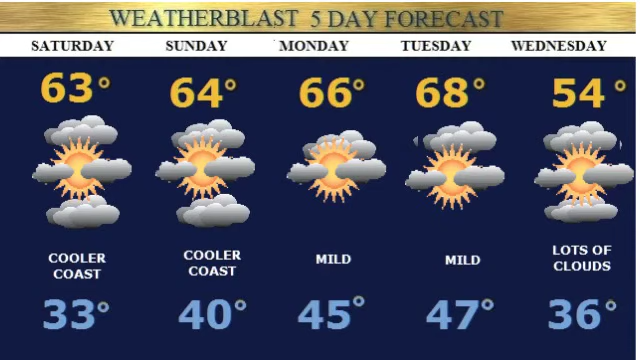 WEATHERBLAST 5 DAY FORECAST
SATURDAY SUNDAY MONDAY TUESDAY WEDNESDAY
63° 64° 66° 68° 54°
COOLER COAST
COOLER COAST
MILD
MILD
LOTS OF CLOUDS
33° 40° 45° 47° 36°